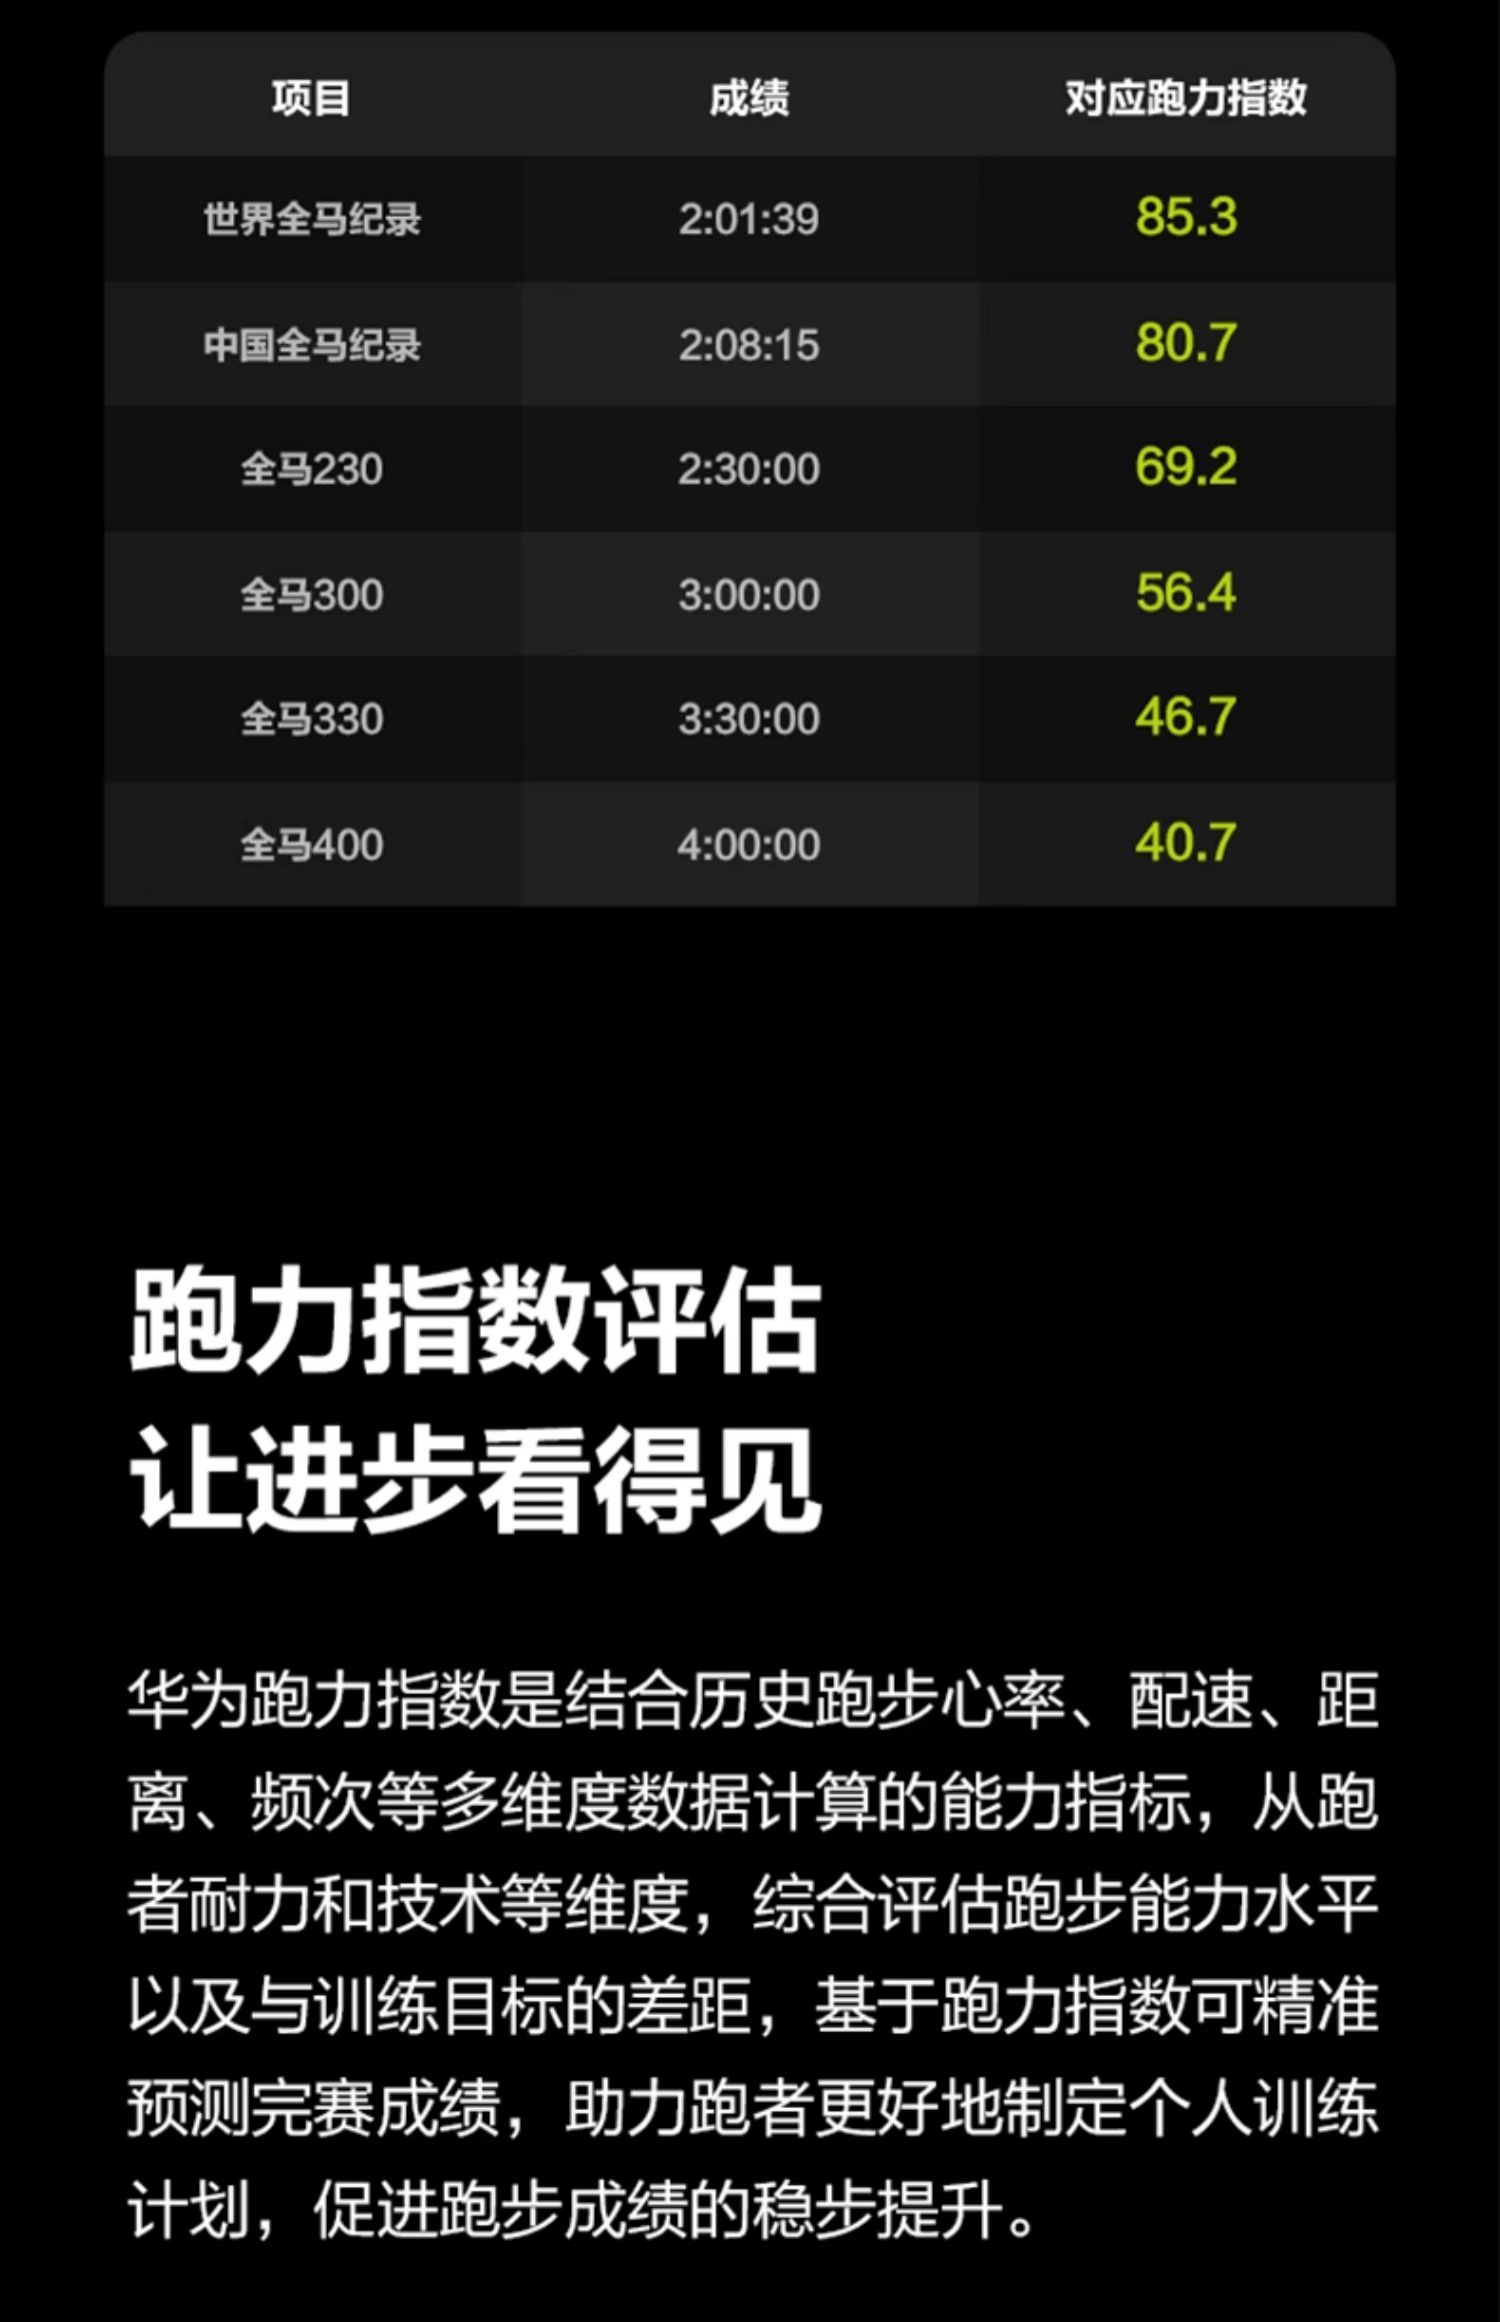 项目 成绩 对应跑力指数
世界全马纪录 2:01:39 85.3
中国全马纪录 2:08:15 80.7
全马230 2:30:00 69.2
全马300 3:00:00 56.4
全马330 3:30:00 46.7
全马400 4:00:00 40.7
跑力指数评估
让进步看得见
华为跑力指数是结合历史跑步心率、配速、距
离、频次等多维度数据计算的能力指标，从跑
者耐力和技术等维度，综合评估跑步能力水平
以及与训练目标的差距，基于跑力指数可精准
预测完赛成绩，助力跑者更好地制定个人训练
计划，促进跑步成绩的稳步提升。